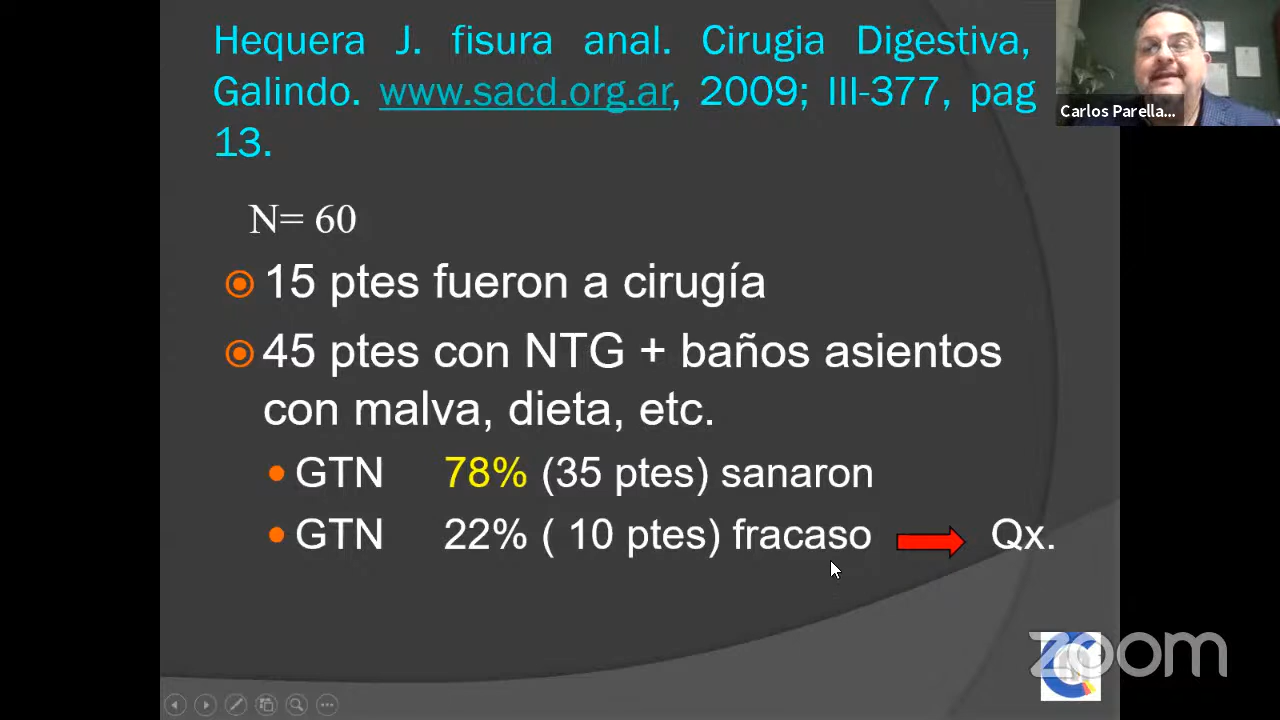 Hequera J. fisura anal. Cirugia Digestiva,
Galindo. www.sacd.org.ar, 2009; III-377, pag
13.
Carlos Parella...
N= 60
15 ptes fueron a cirugía
45 ptes con NTG + baños asientos
con malva, dieta, etc.
GTN 78% (35 ptes) sanaron
GTN 22% ( 10 ptes) fracaso Qx.
zoom